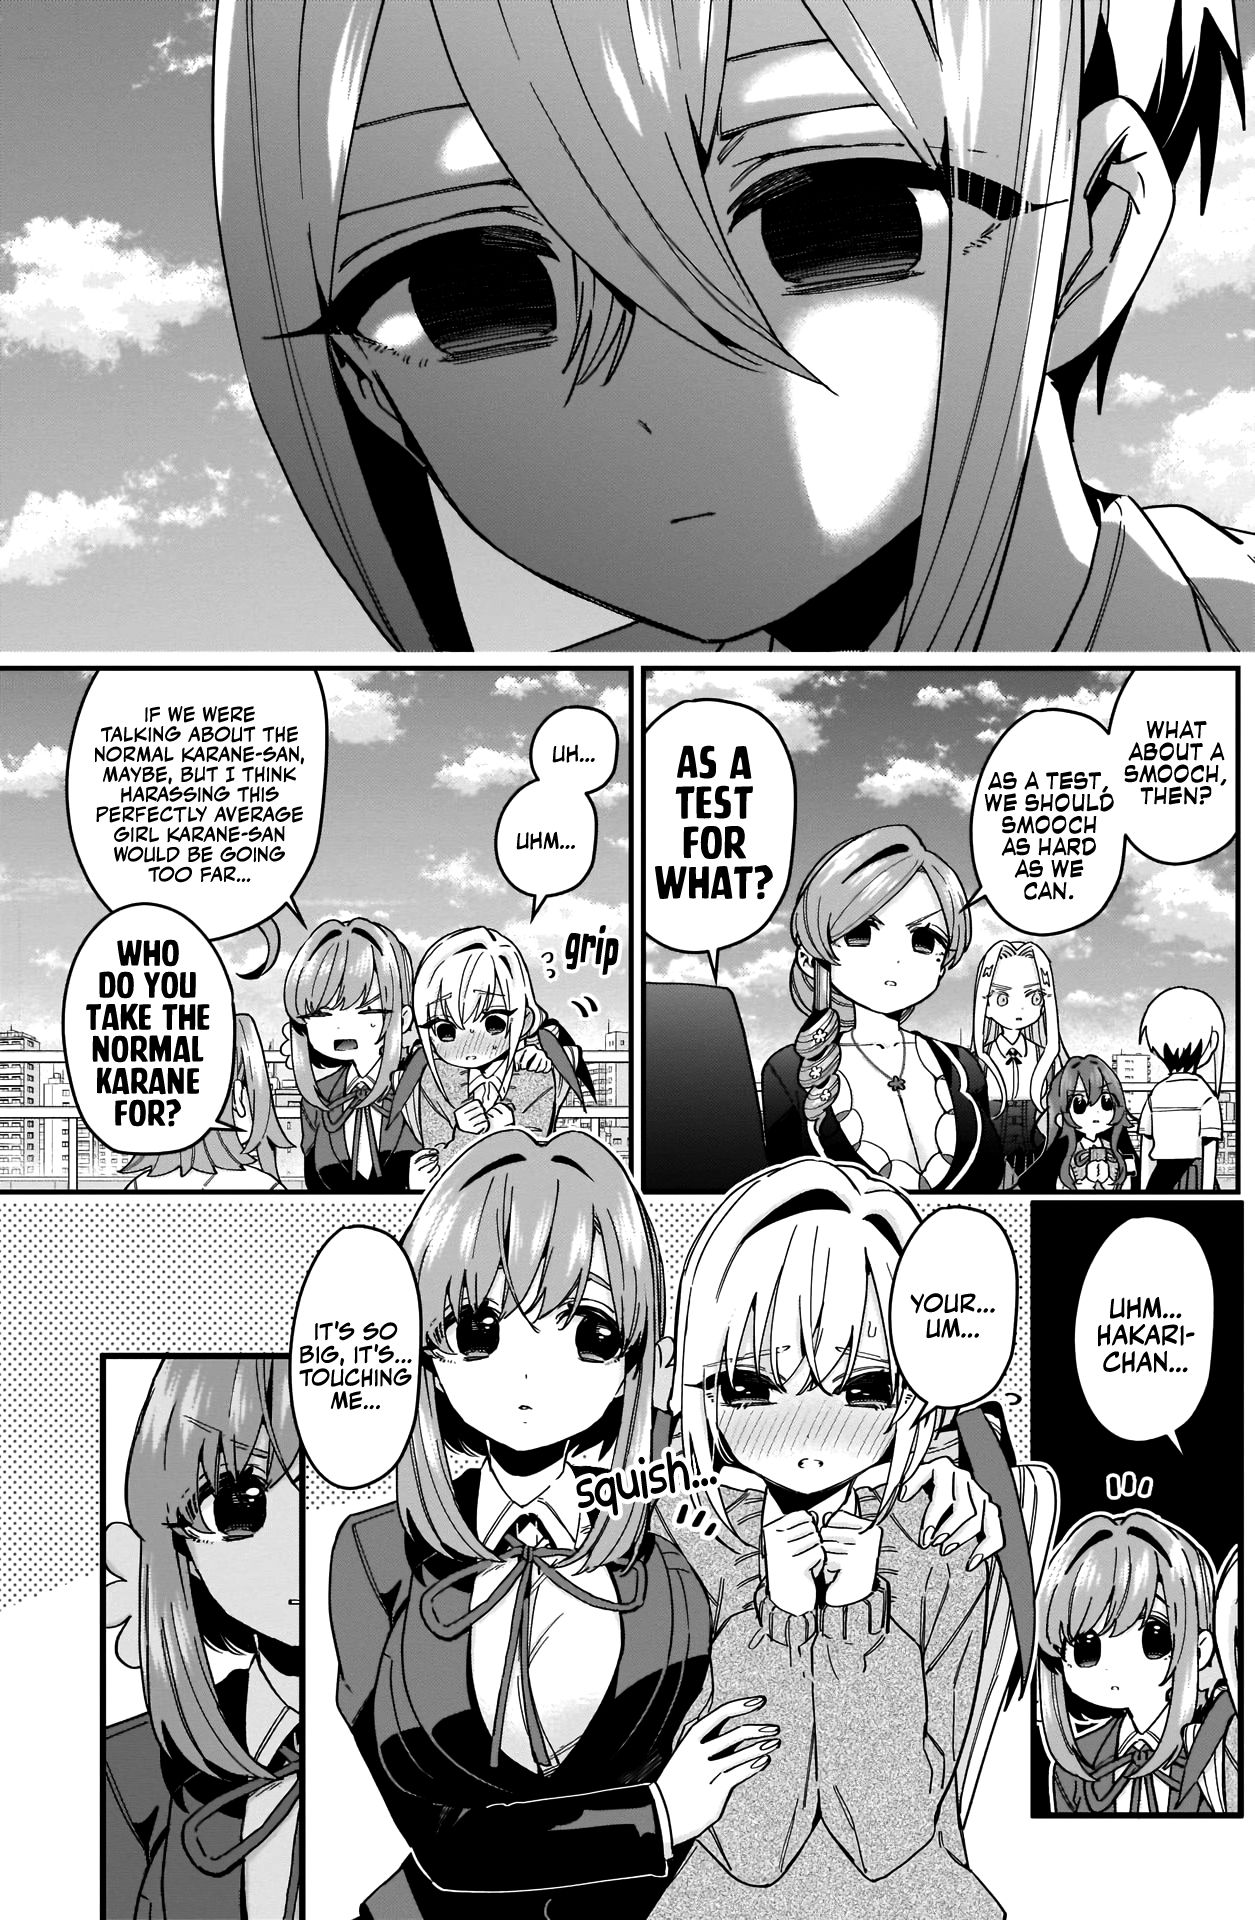 WHAT
ABOUT A
SMOOCH,
THEN?
AS A TEST,
WE SHOULD
SMOOCH
AS HARD
AS WE
CAN.
AS A
TEST
FOR
WHAT?
UH...
UHM...
grip
IF WE WERE
TALKING ABOUT THE
NORMAL KARANE-SAN,
MAYBE, BUT I THINK
HARASSING THIS
PERFECTLY AVERAGE
GIRL KARANE-SAN
WOULD BE GOING
TOO FAR...
WHO
DO YOU
TAKE THE
NORMAL
KARANE
FOR?
UHM...
HAKARI-
CHAN...
YOUR...
UM...
squish...
IT'S SO
BIG, IT'S...
TOUCHING
ME...